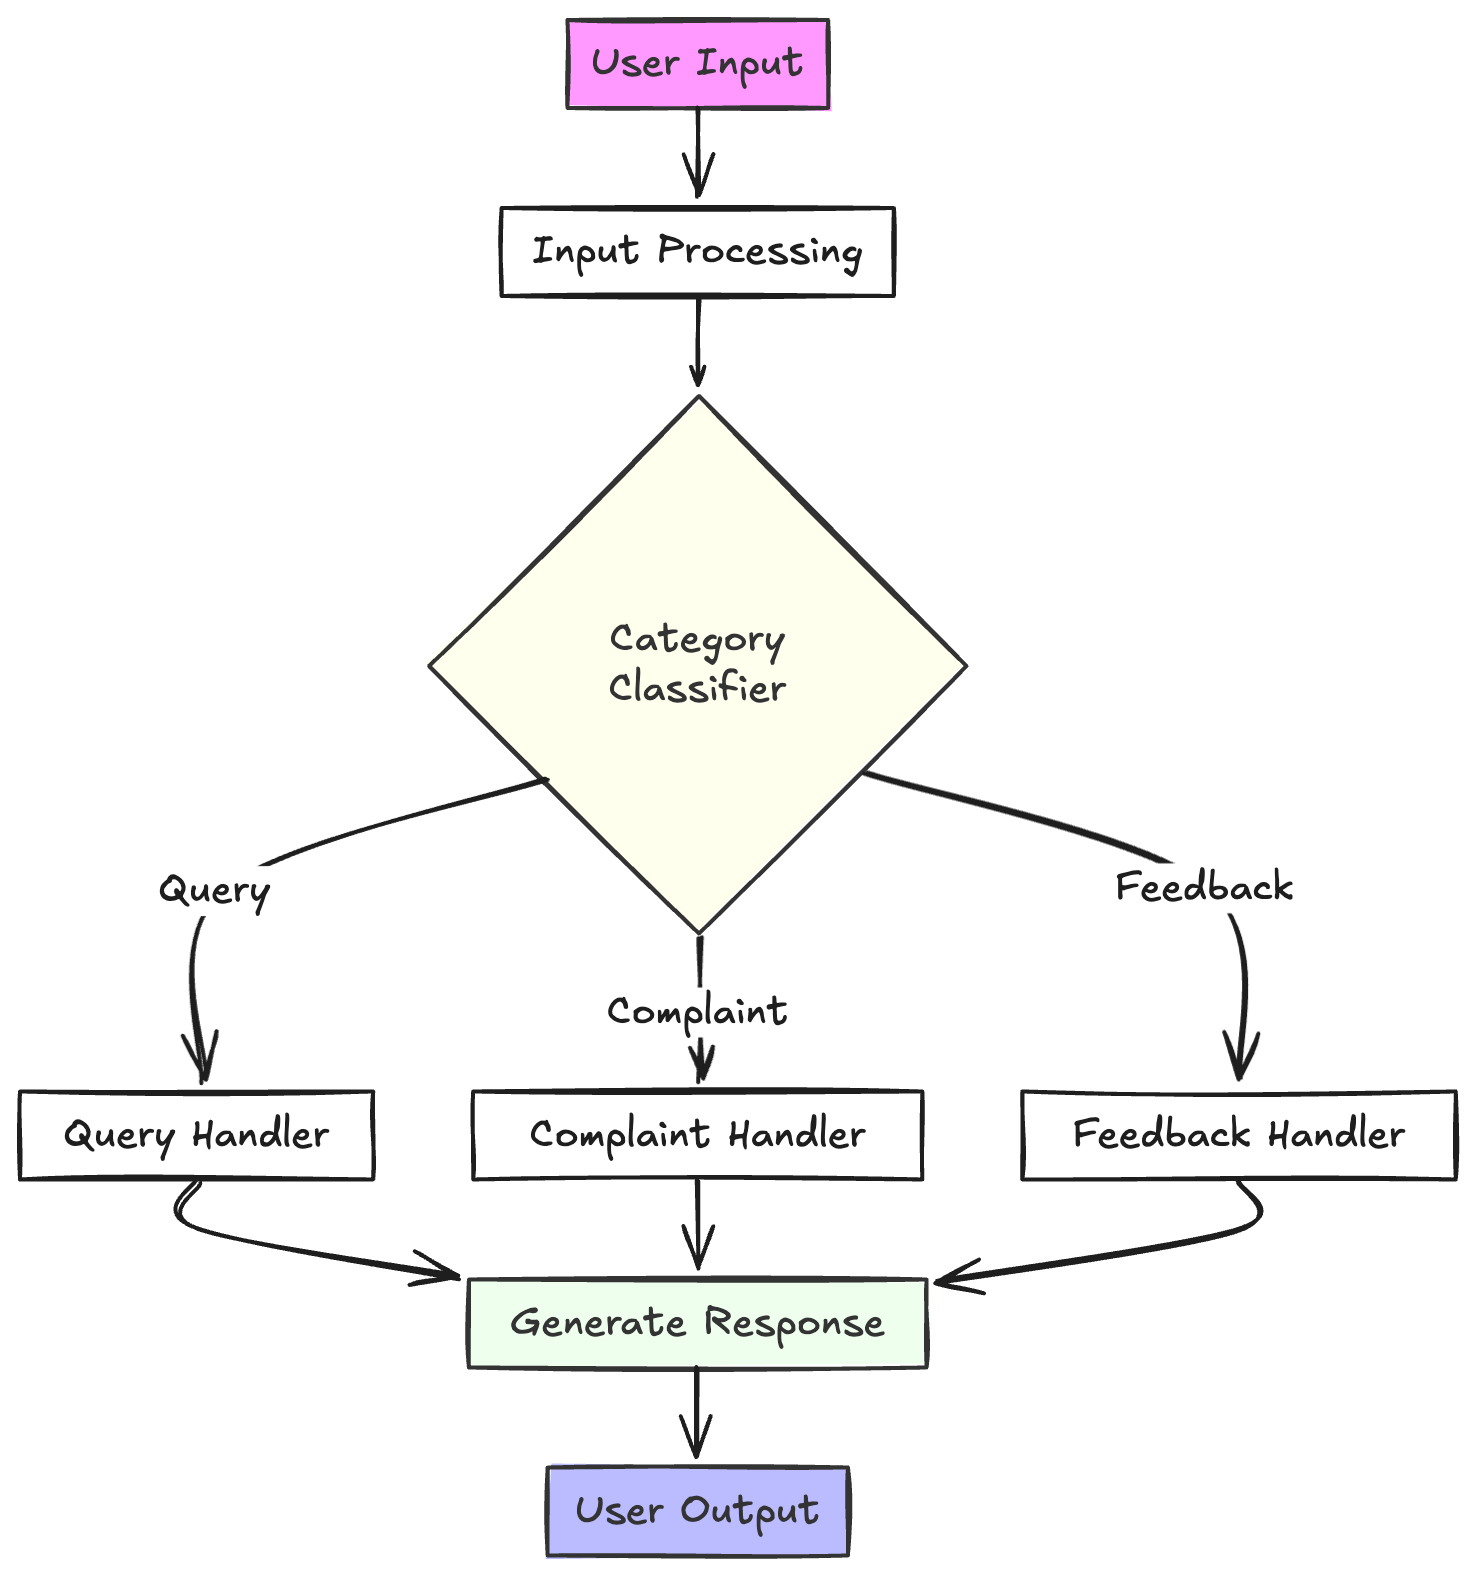 User Input
Input Processing
Category
Classifier
Query
Feedback
Complaint
Query Handler
Complaint Handler
Feedback Handler
Generate Response
User Output